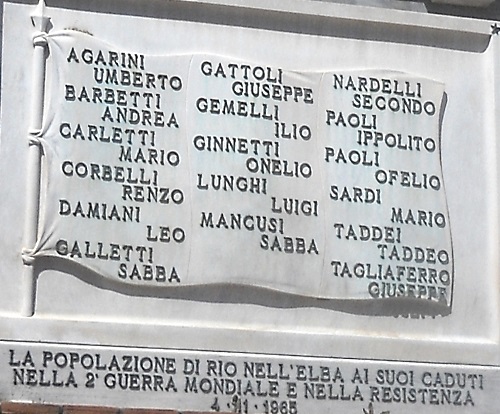 AGARINI
UMBERTO
BARBETTI
ANDREA
CARLETTI
MARIO
CORBELLI
RENZO
DAMIANI
LEO
GALLETTI
SABBA
GATTOLI
GIUSEPPE
GEMELLI
ILIO
GINNETTI
ONELIO
LUNGHI
LUIGI
MANCUSI
SABBA
NARDELLI
SECONDO
PAOLI
IPPOLITO
PAOLI
OFELIO
SARDI
MARIO
TADDEI
TADDEO
TAGLIAFERRO
GIUSEPPE
LA POPOLAZIONE DI RIO NELL'ELBA AI SUOI CADUTI
NELLA 2ª GUERRA MONDIALE E NELLA RESISTENZA
1985